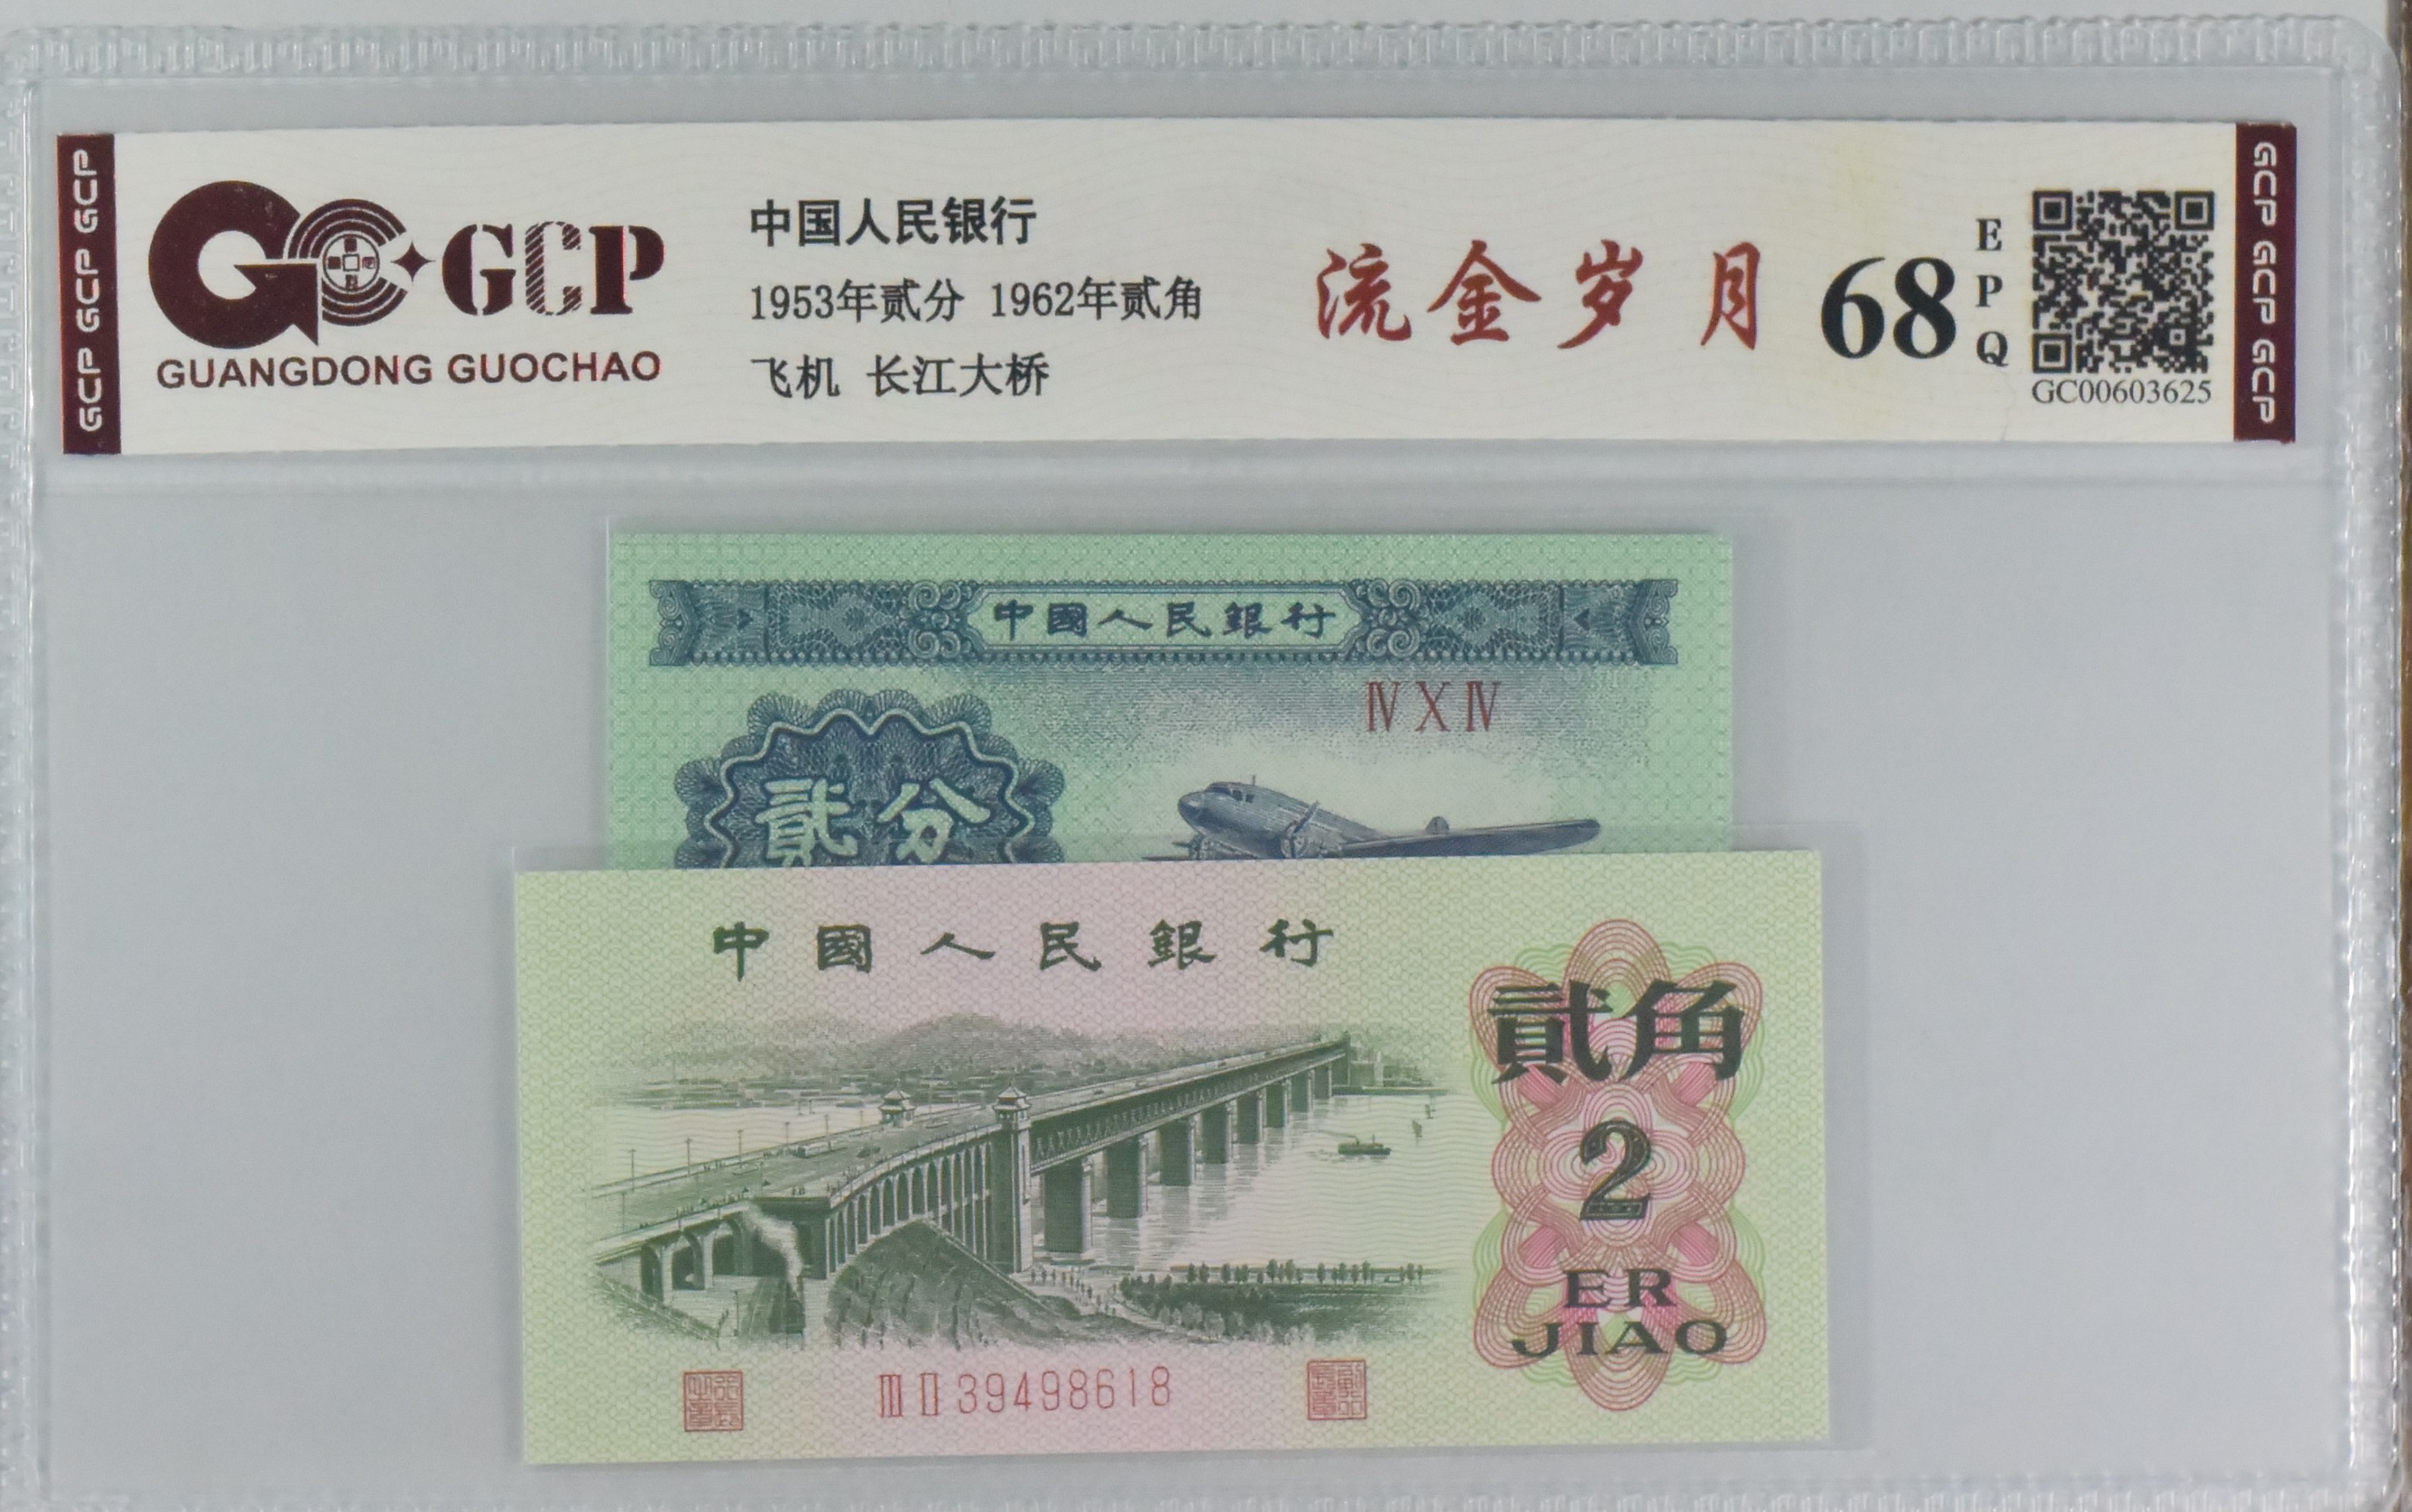 GCP GCP GCP
GCP
GUANGDONG GUOCHAO
中国人民银行
1953年贰分 1962年贰角
飞机 长江大桥
流金岁月
68
EPQ
GC00603625
GCP GCP GCP
中國人民銀行
ⅣⅩⅣ
貳分
中國人民銀行
貳角
2
ER
JIAO
ⅢⅡ39498618